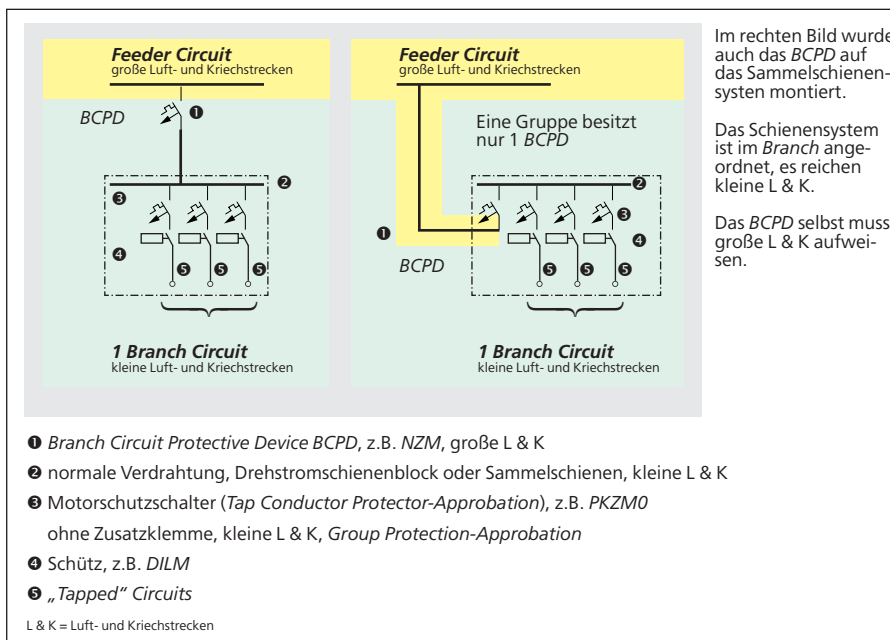 Feeder Circuit
große Luft- und Kriechstrecken
BCPD
❶
❸
❷
❹
❺
❺
❺
1 Branch Circuit
kleine Luft- und Kriechstrecken
Feeder Circuit
große Luft- und Kriechstrecken
Eine Gruppe besitzt
nur 1 BCPD
❷
❸
❶
❹
BCPD
❺
❺
❺
1 Branch Circuit
kleine Luft- und Kriechstrecken
Im rechten Bild wurde
auch das BCPD auf
das Sammelschienen-
systen montiert.
Das Schienensystem
ist im Branch ange-
ordnet, es reichen
kleine L & K.
Das BCPD selbst muss
große L & K aufwei-
sen.
❶ Branch Circuit Protective Device BCPD, z.B. NZM, große L & K
❷ normale Verdrahtung, Drehstromschienenblock oder Sammelschienen, kleine L & K
❸ Motorschutzschalter (Tap Conductor Protector-Approbation), z.B. PKZM0
ohne Zusatzklemme, kleine L & K, Group Protection-Approbation
❹ Schütz, z.B. DILM
❺ „Tapped“ Circuits
L & K = Luft- und Kriechstrecken